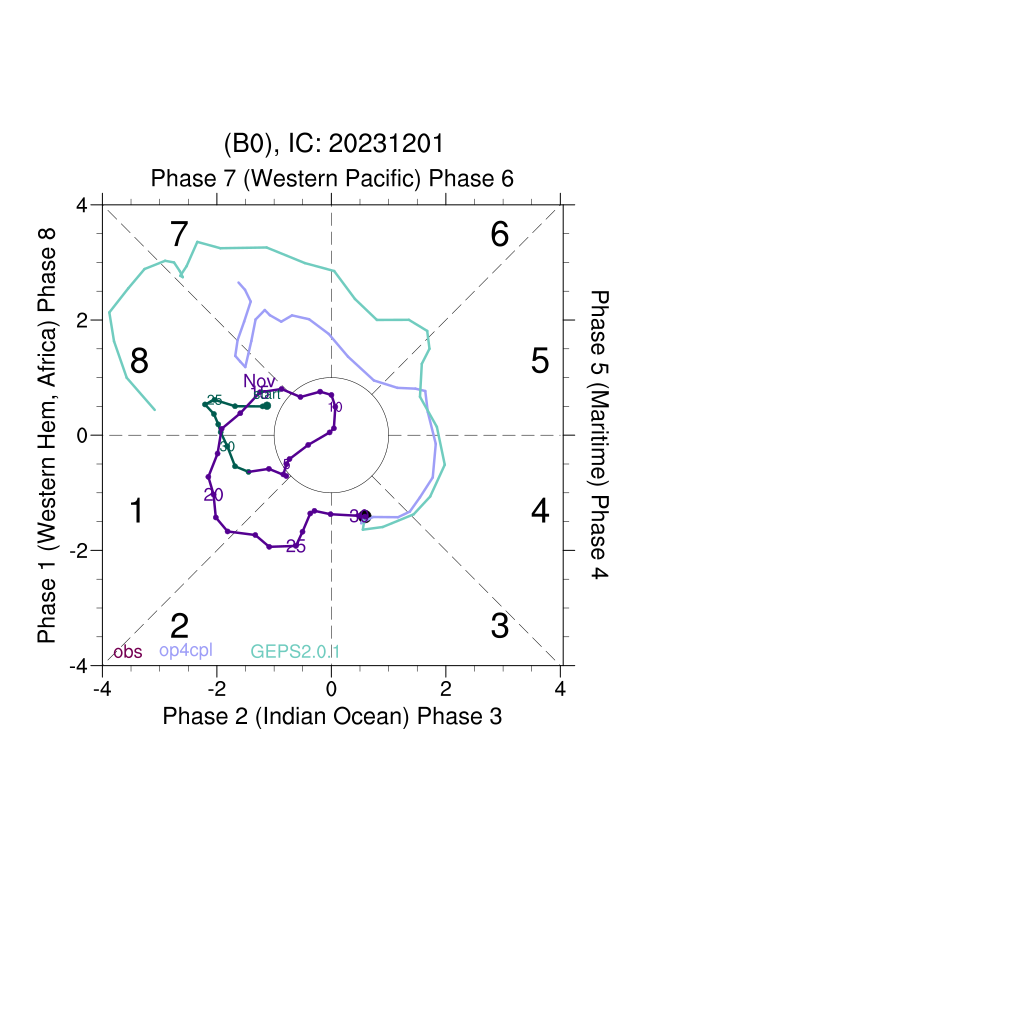 (B0), IC: 20231201
Phase 7 (Western Pacific) Phase 6
4
7
6
Phase 1 (Western Hem, Africa) Phase 8
Phase 5 (Maritime) Phase 4
2
8
5
Nov
25
10
0
30
5
1
20
4
25
30
-2
2
3
obs
op4cpl
GEPS2.0.1
-4
-4
-2
0
2
4
Phase 2 (Indian Ocean) Phase 3